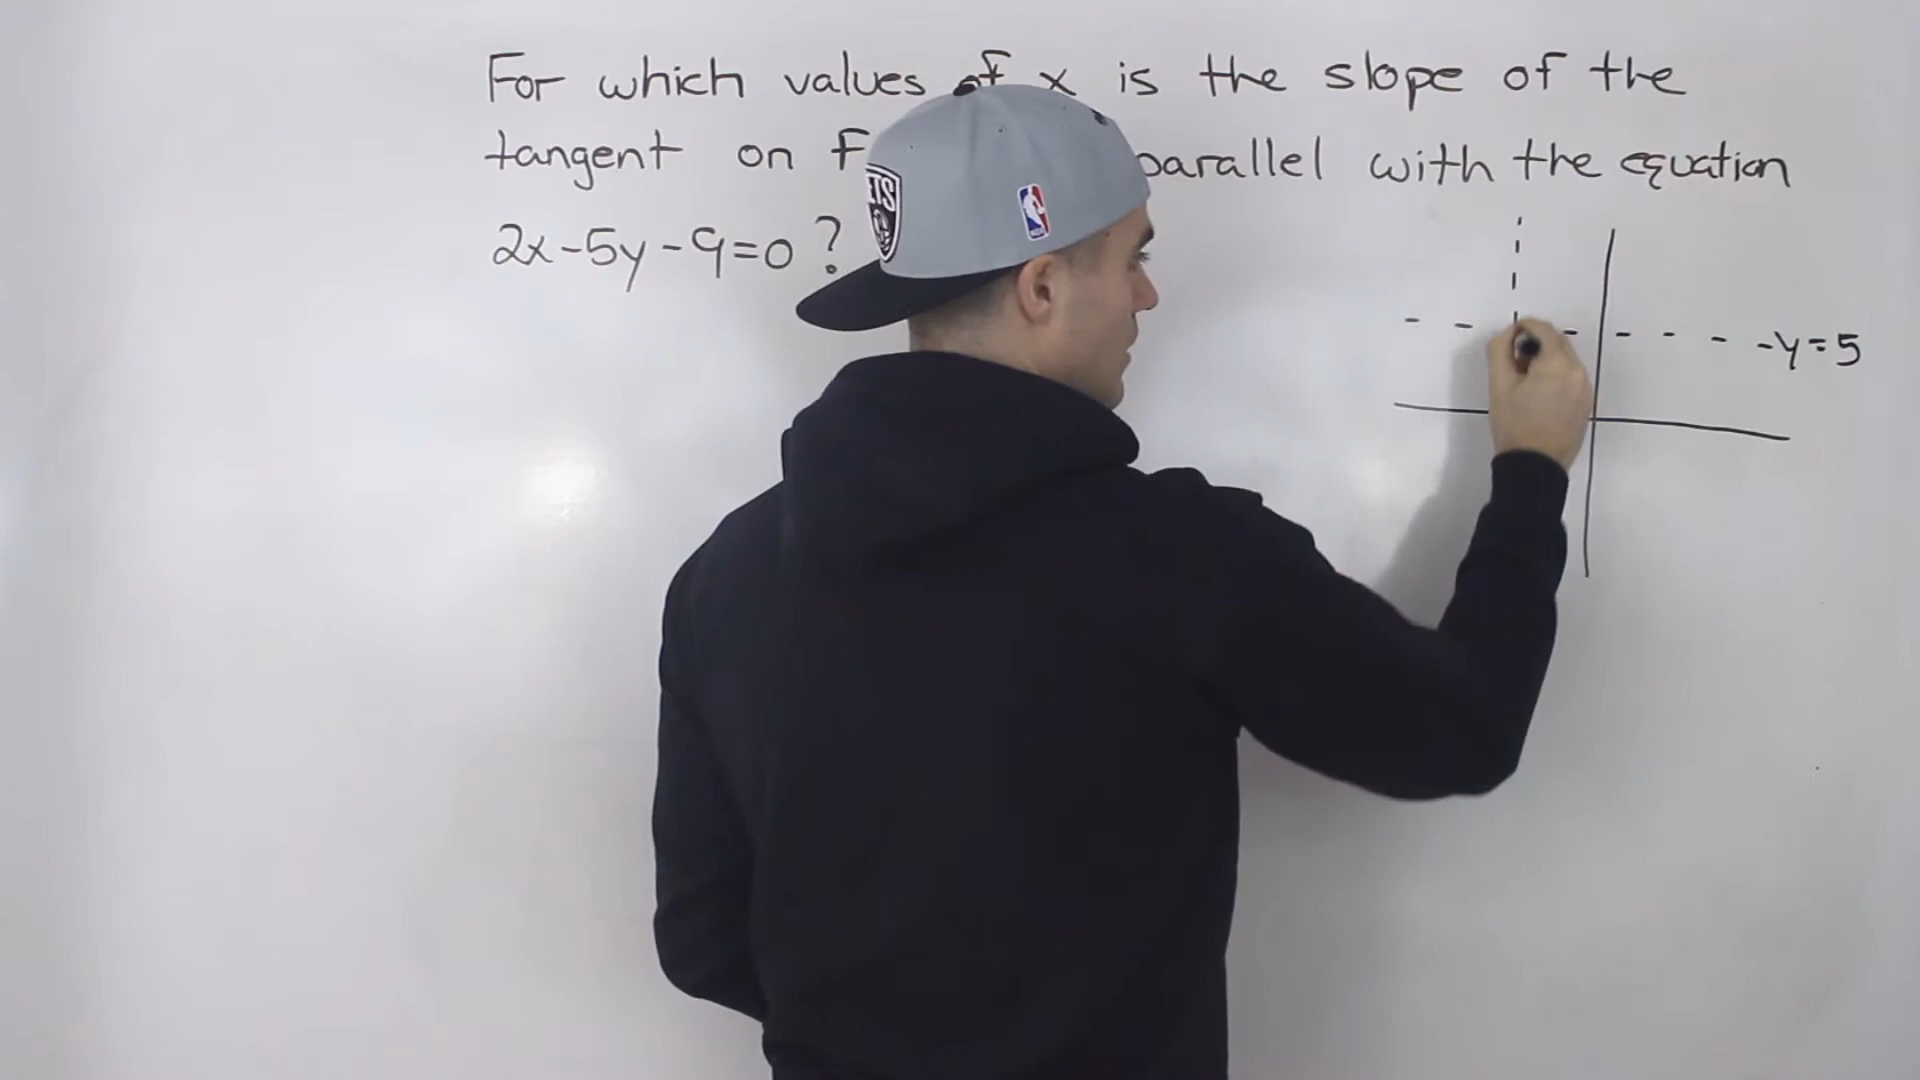 For which values of x is the slope of the
tangent on parallel with the equation
2x-5y-9=0?
y=5
ETS